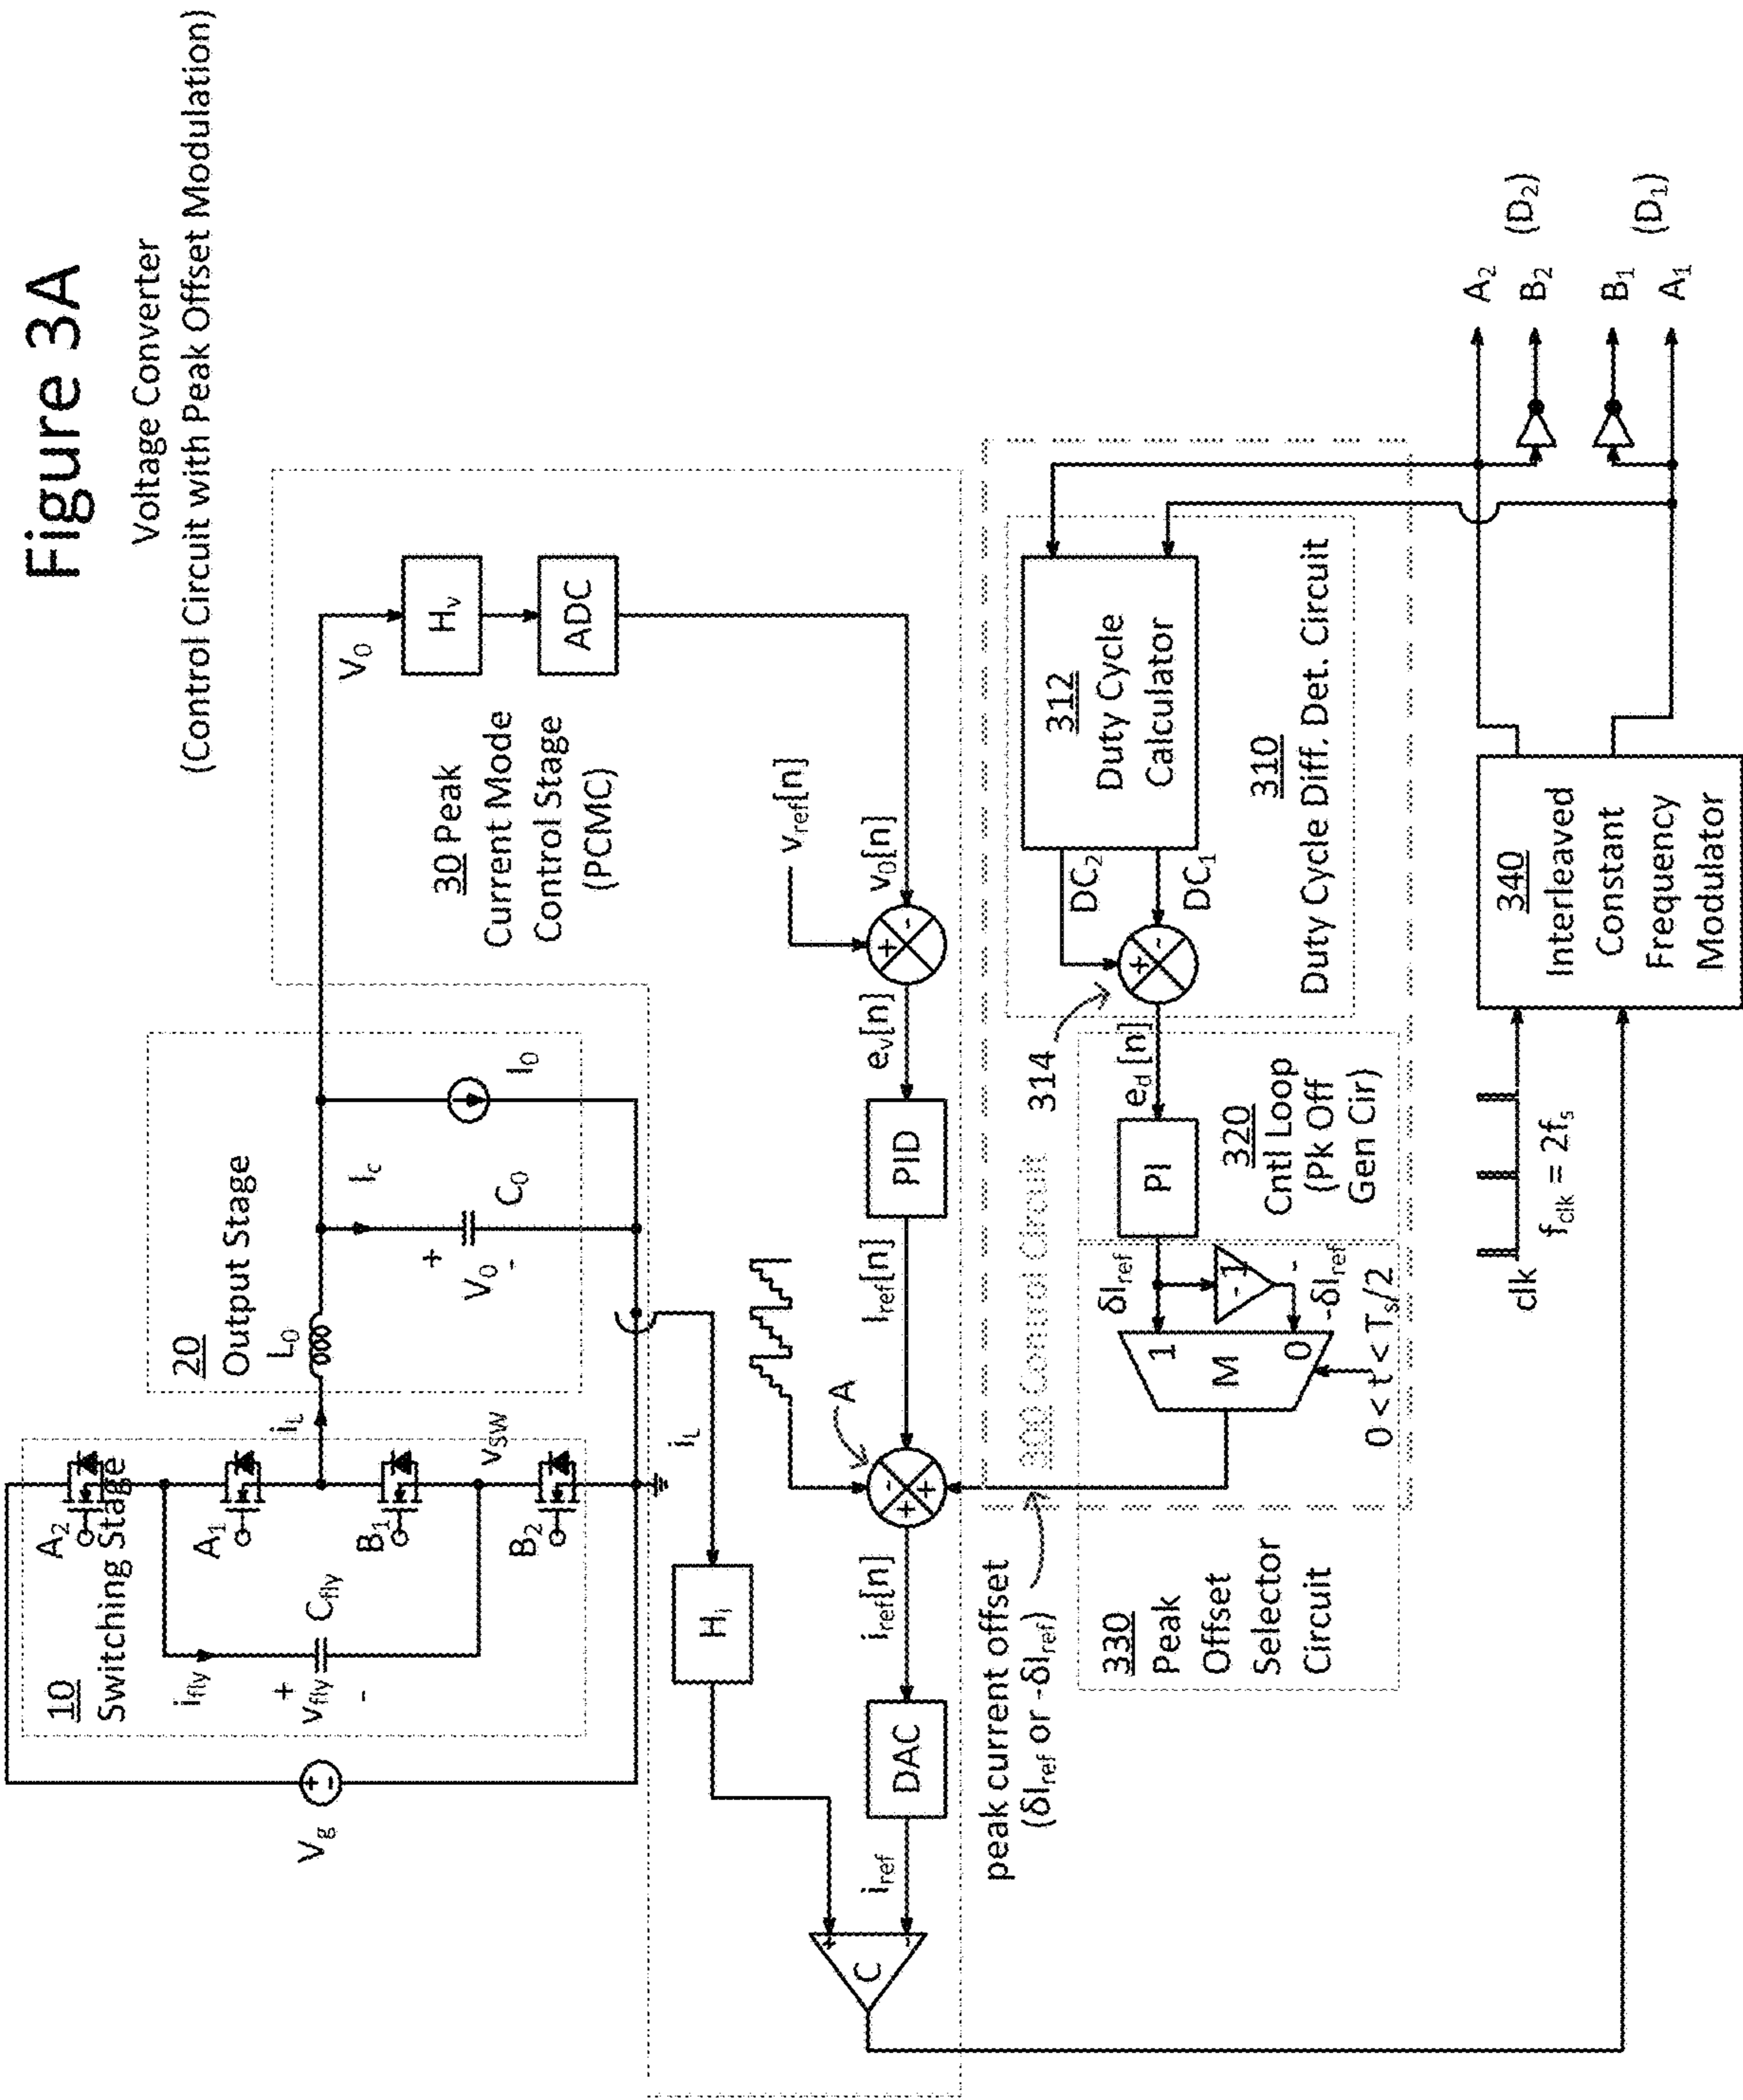 Figure 3A
Voltage Converter
(Control Circuit with Peak Offset Modulation)
10
Switching Stage
Vg
A2
A1
B1
B2
ifly
+
vfly
-
Cfly
vsw
iL
20
Output Stage
L0
Ic
+
V0
-
C0
I0
V0
Hv
ADC
30 Peak
Current Mode
Control Stage
(PCMC)
iL
Hi
vref[n]
v0[n]
+
-
ev[n]
PID
Iref[n]
A
-
+
+
iref[n]
DAC
iref
C
+
-
peak current offset
(δIref or -δIref)
300 Control Circuit
312
Duty Cycle
Calculator
310
Duty Cycle Diff. Det. Circuit
DC2
DC1
+
-
314
ed[n]
PI
320
Cntl Loop
(Pk Off
Gen Cir)
δIref
-1
-δIref
1
M
0
0 < t < Ts/2
330
Peak
Offset
Selector
Circuit
clk
fclk = 2fs
340
Interleaved
Constant
Frequency
Modulator
A2
B2
(D2)
B1
A1
(D1)